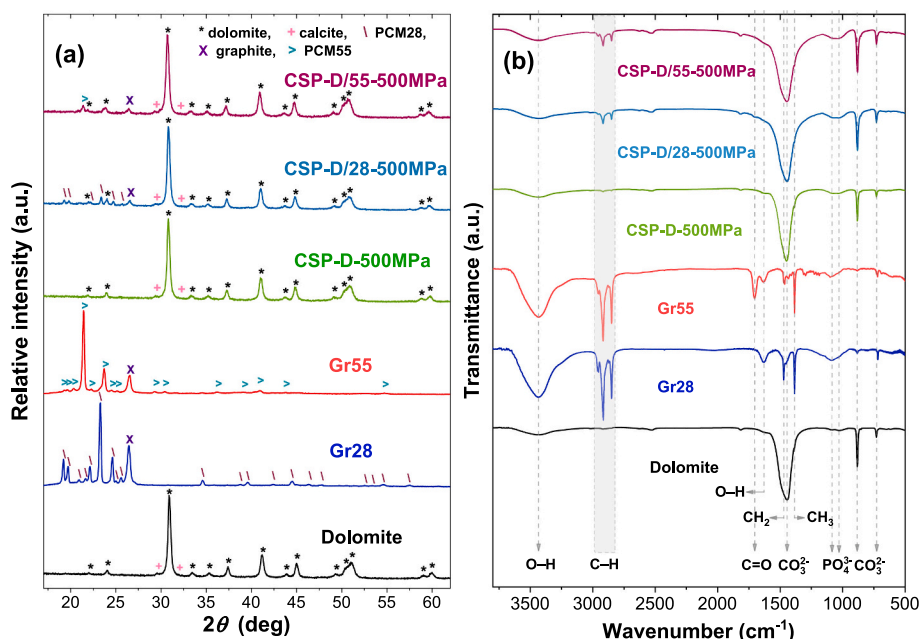 (a)
* dolomite, + calcite, \ PCM28,
x graphite, > PCM55
CSP-D/55-500MPa
CSP-D/28-500MPa
CSP-D-500MPa
Gr55
Gr28
Dolomite
Relative intensity (a.u.)
20 25 30 35 40 45 50 55 60
2θ (deg)
(b)
CSP-D/55-500MPa
CSP-D/28-500MPa
CSP-D-500MPa
Gr55
Gr28
Dolomite
O–H
CH₂ CH₃
O–H C–H C=O CO₃²⁻ PO₄³⁻ CO₃²⁻
Transmittance (a.u.)
3500 3000 2500 2000 1500 1000 500
Wavenumber (cm⁻¹)